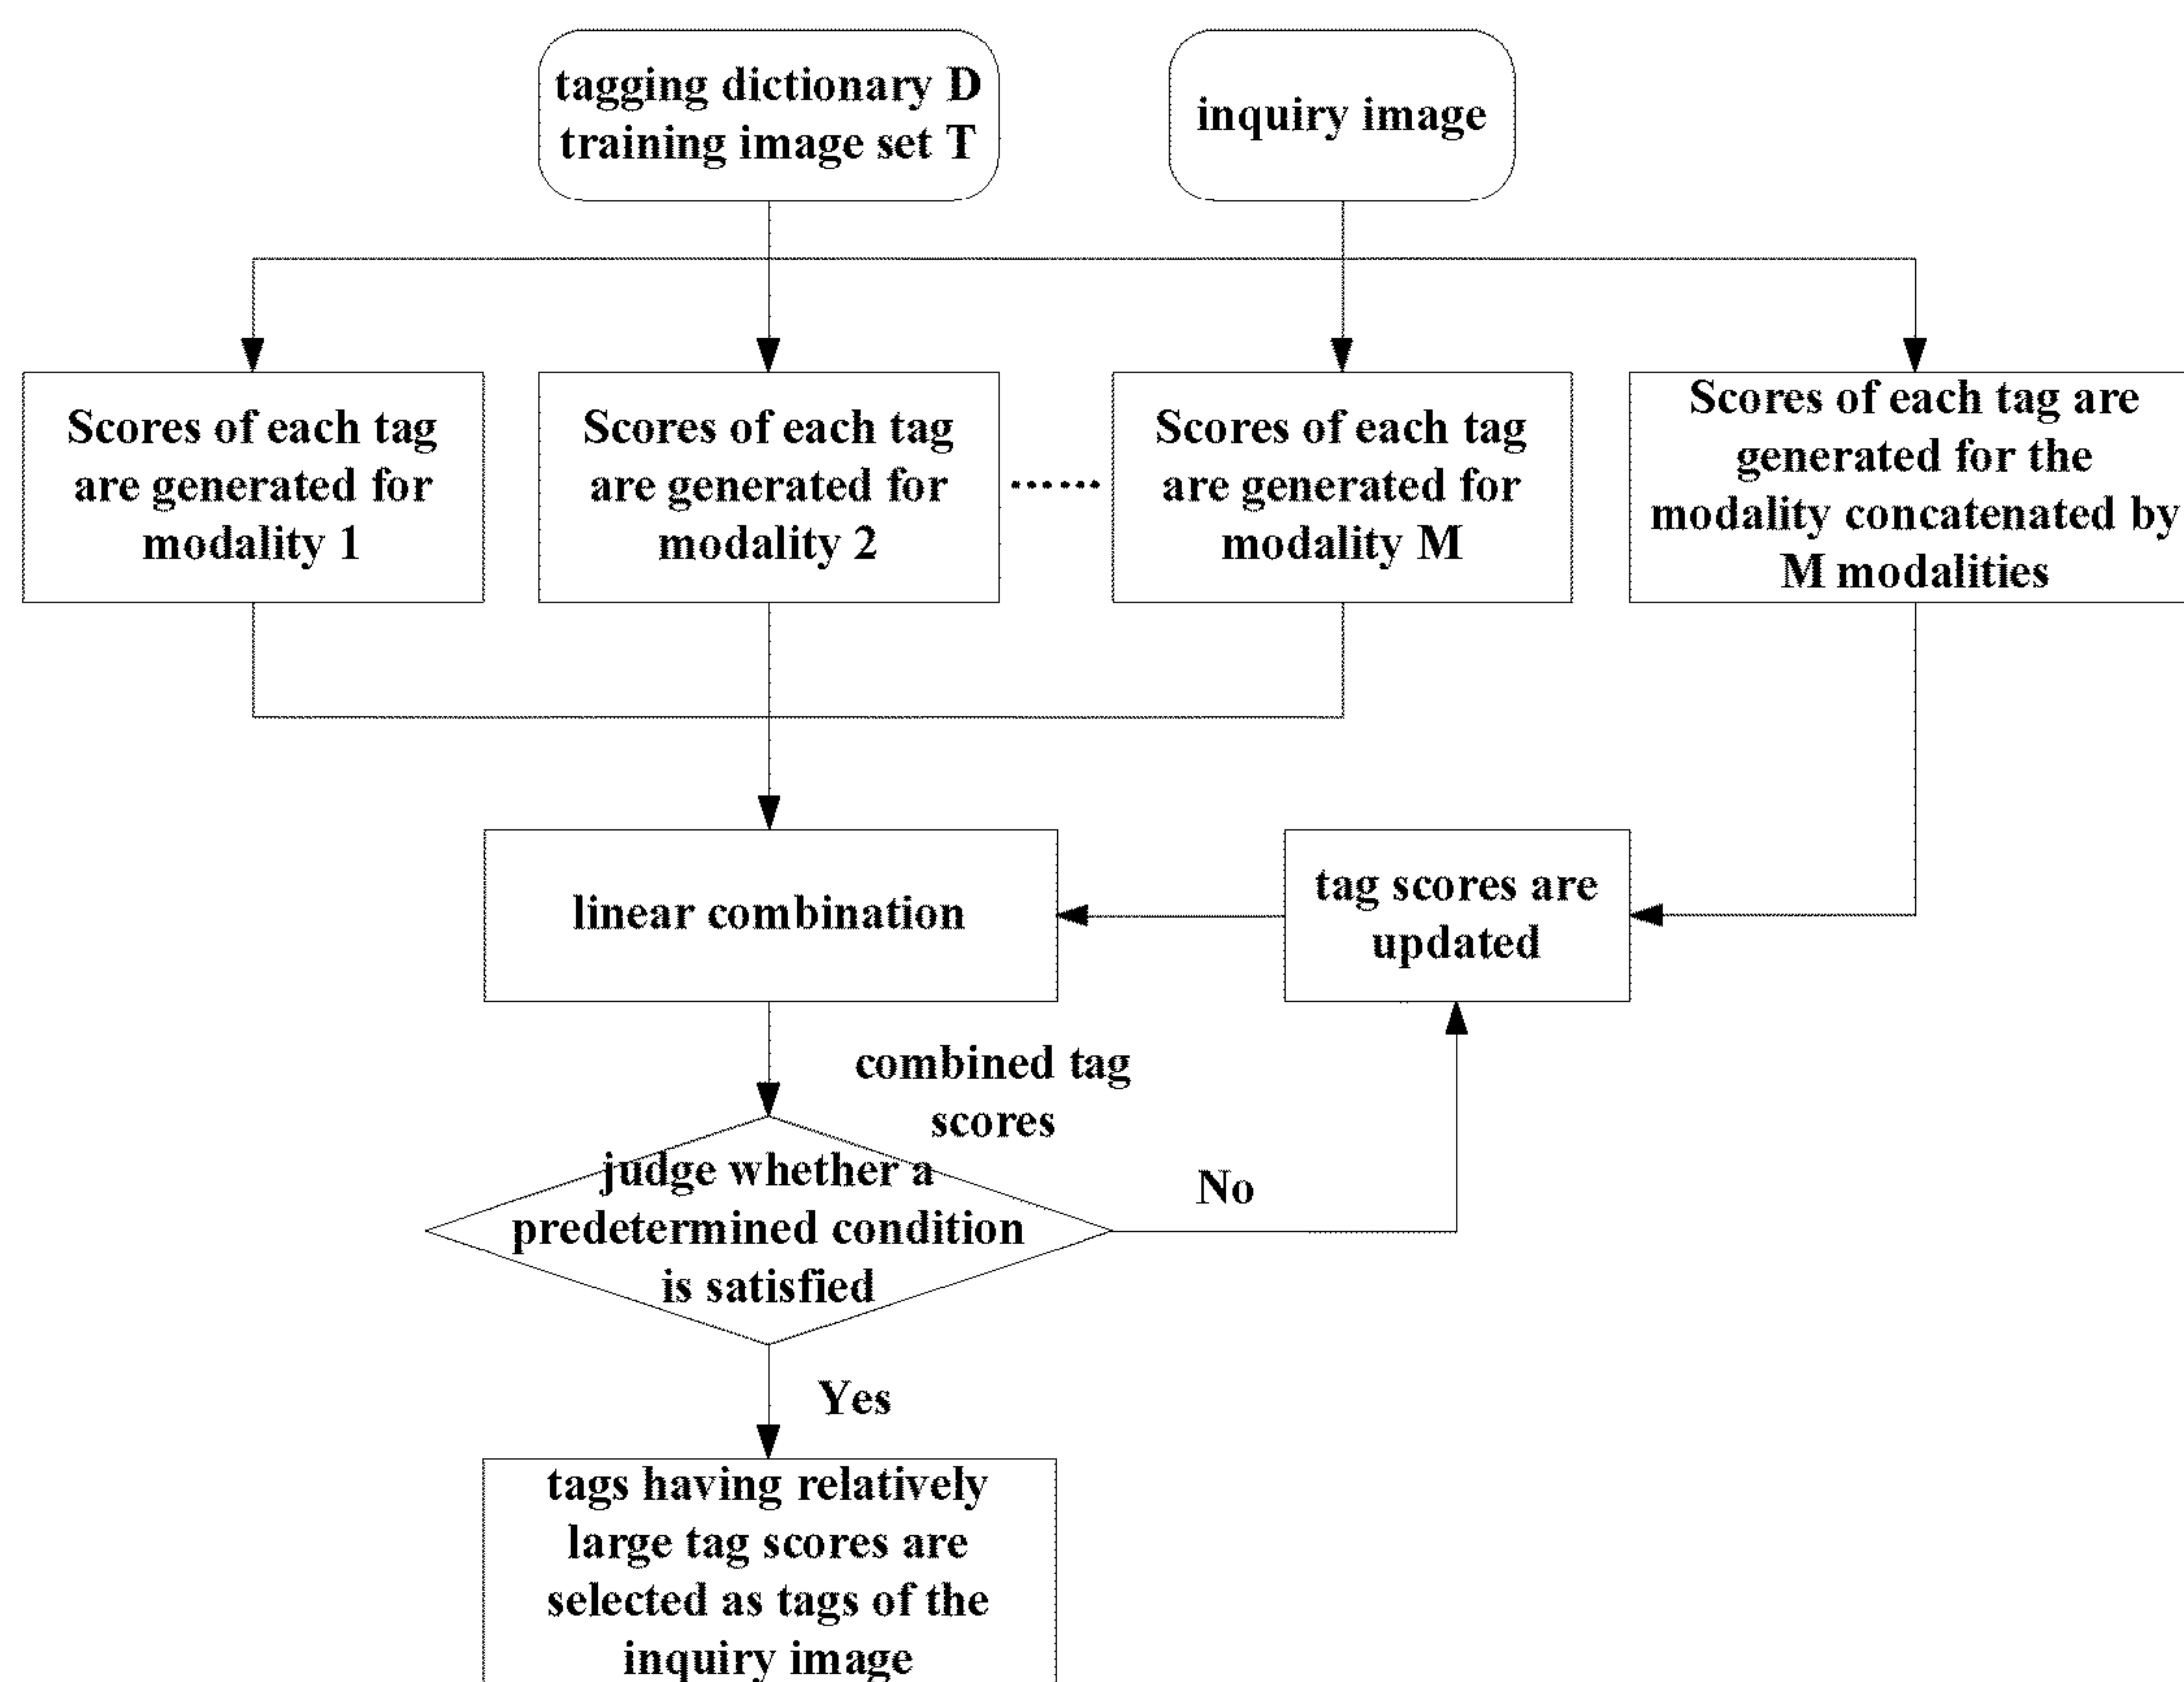 tagging dictionary D
training image set T
inquiry image
Scores of each tag
are generated for
modality 1
Scores of each tag
are generated for
modality 2
......
Scores of each tag
are generated for
modality M
Scores of each tag are
generated for the
modality concatenated by
M modalities
linear combination
tag scores are
updated
combined tag
scores
judge whether a
predetermined condition
is satisfied
No
Yes
tags having relatively
large tag scores are
selected as tags of the
inquiry image